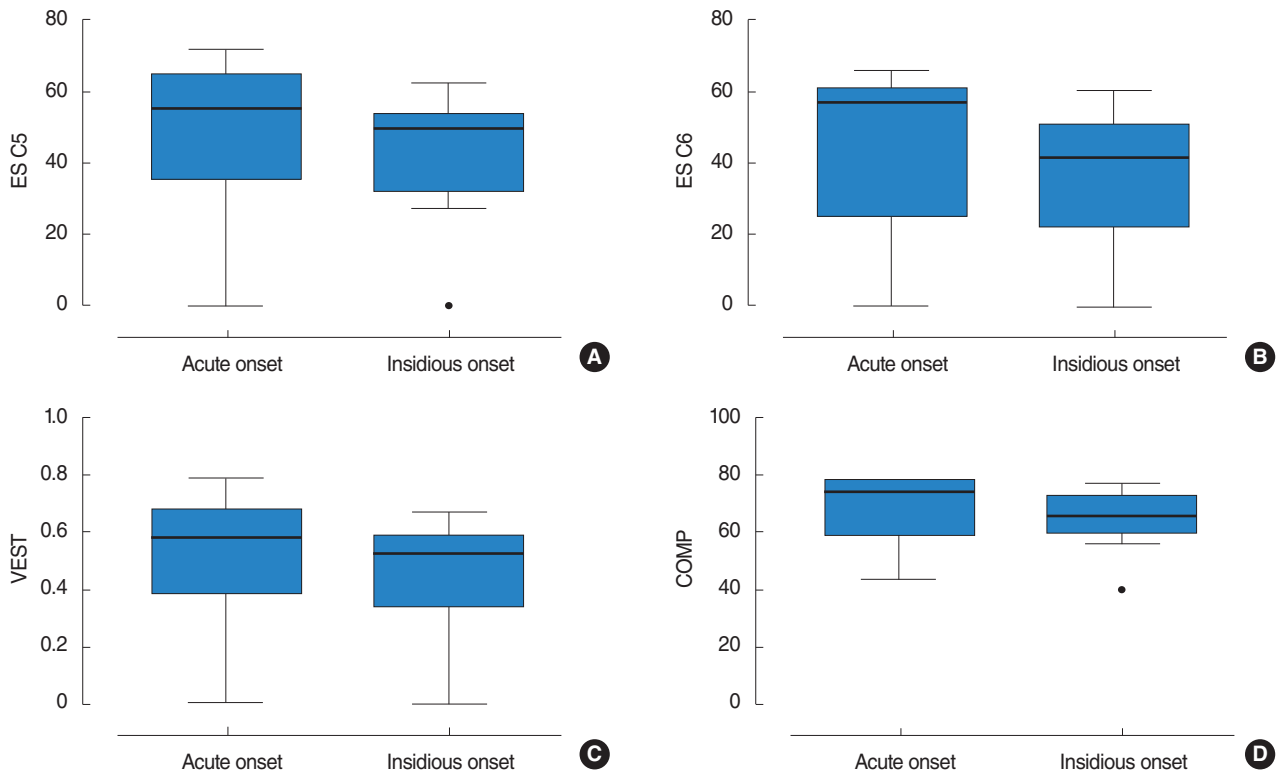 80
60
40
20
0
ES C5
Acute onset
Insidious onset
A
80
60
40
20
0
ES C6
Acute onset
Insidious onset
B
1.0
0.8
0.6
0.4
0.2
0
VEST
Acute onset
Insidious onset
C
100
80
60
40
20
0
COMP
Acute onset
Insidious onset
D